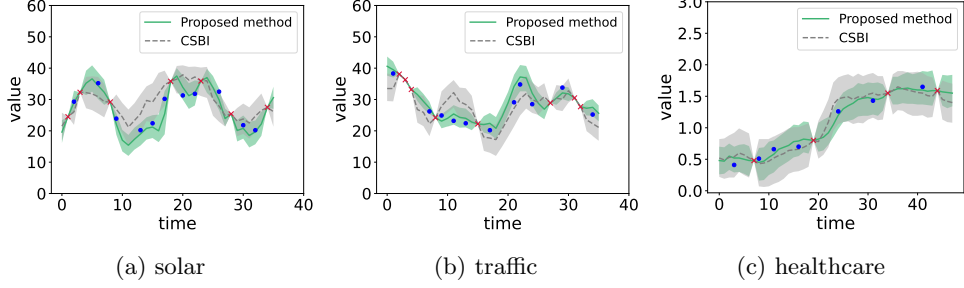 60
50
40
30
20
10
0
value
0 10 20 30 40
time
Proposed method
CSBI
(a) solar
60
50
40
30
20
10
0
value
0 10 20 30 40
time
Proposed method
CSBI
(b) traffic
3.0
2.5
2.0
1.5
1.0
0.5
0.0
value
0 10 20 30 40
time
Proposed method
CSBI
(c) healthcare